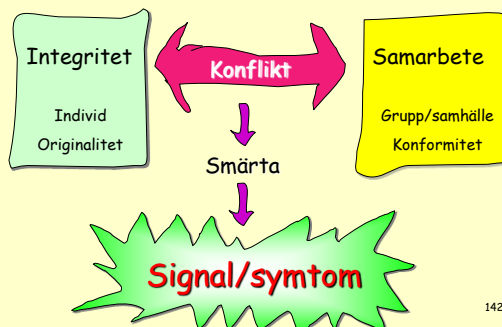 Integritet
Individ
Originalitet
Konflikt
Samarbete
Grupp/samhälle
Konformitet
Smärta
Signal/symtom
142